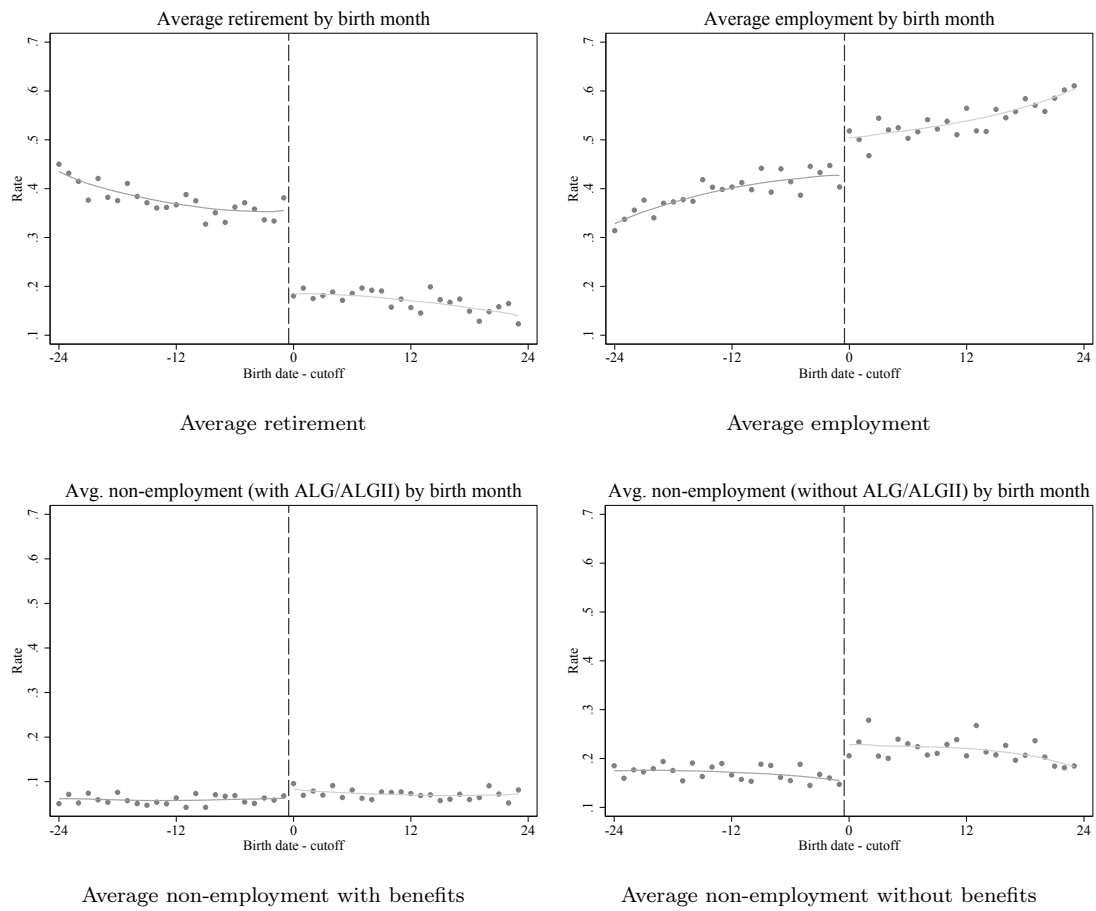 Average retirement by birth month
.7
.6
.5
.4
.3
.2
.1
Rate
-24 -12 0 12 24
Birth date - cutoff
Average retirement
Average employment by birth month
.7
.6
.5
.4
.3
.2
.1
Rate
-24 -12 0 12 24
Birth date - cutoff
Average employment
Avg. non-employment (with ALG/ALGII) by birth month
.7
.6
.5
.4
.3
.2
.1
Rate
-24 -12 0 12 24
Birth date - cutoff
Average non-employment with benefits
Avg. non-employment (without ALG/ALGII) by birth month
.7
.6
.5
.4
.3
.2
.1
Rate
-24 -12 0 12 24
Birth date - cutoff
Average non-employment without benefits